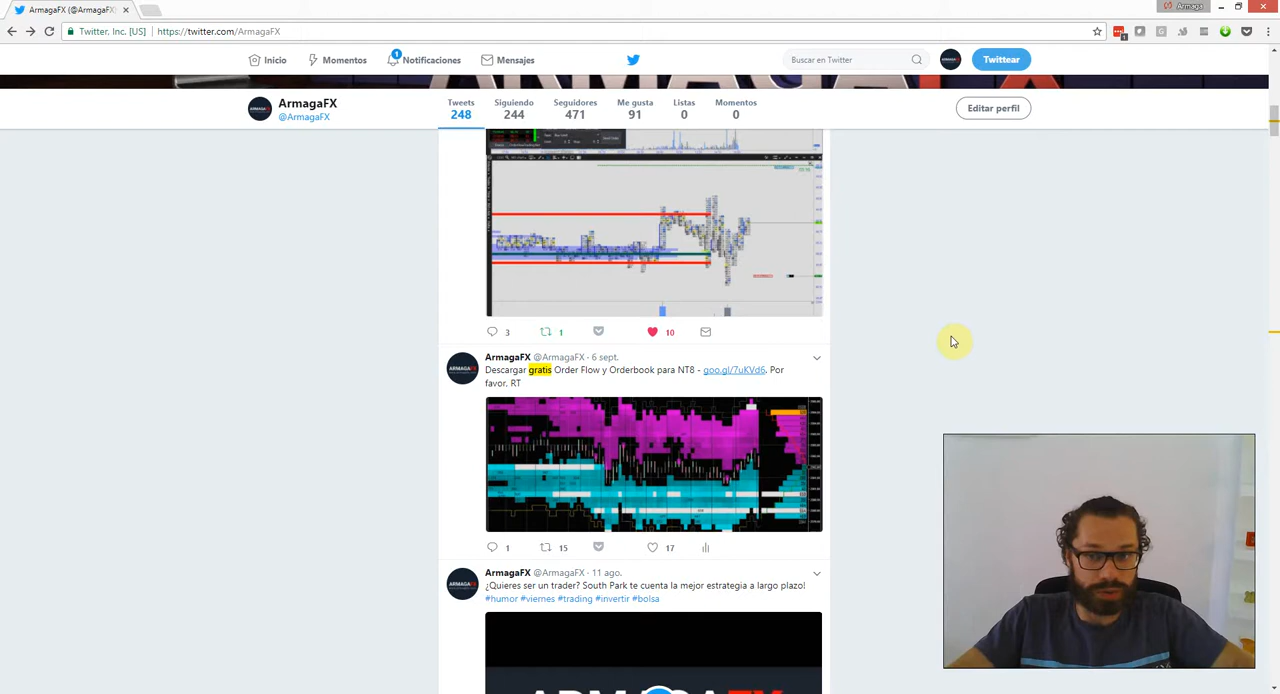 ArmagaFX (@ArmagaFX)
Armaga
Twitter, Inc. [US] https://twitter.com/ArmagaFX
1
Inicio Momentos 1 Notificaciones Mensajes Buscar en Twitter Twittear
ARMAGAFX
ArmagaFX
@ArmagaFX
Tweets Siguiendo Seguidores Me gusta Listas Momentos
248 244 471 91 0 0
Editar perfil
3 1 10
ArmagaFX @ArmagaFX - 6 sept.
Descargar gratis Order Flow y Orderbook para NT8 - goo.gl/7uKVd6. Por
favor. RT
1 15 17
ArmagaFX @ArmagaFX - 11 ago.
¿Quieres ser un trader? South Park te cuenta la mejor estrategia a largo plazo!
#humor #viernes #trading #invertir #bolsa